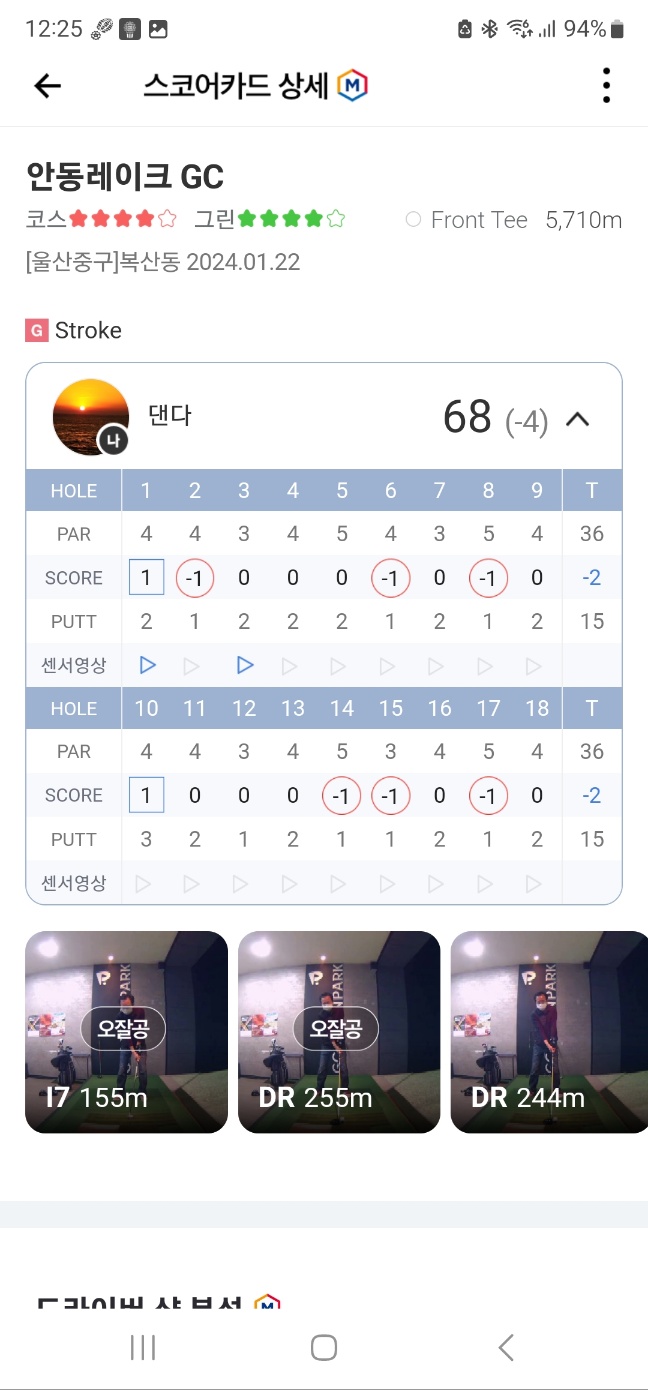 12:25 94%
스코어카드 상세 M
안동레이크 GC
코스 그린 Front Tee 5,710m
[울산중구]복산동 2024.01.22
G Stroke
나 댄다 68 (-4)
HOLE 1 2 3 4 5 6 7 8 9 T
PAR 4 4 3 4 5 4 3 5 4 36
SCORE 1 -1 0 0 0 -1 0 -1 0 -2
PUTT 2 1 2 2 2 1 2 1 2 15
센서영상
HOLE 10 11 12 13 14 15 16 17 18 T
PAR 4 4 3 4 5 3 4 5 4 36
SCORE 1 0 0 0 -1 -1 0 -1 0 -2
PUTT 3 2 1 2 1 1 2 1 2 15
센서영상
오잘공 오잘공
I7 155m DR 255m DR 244m